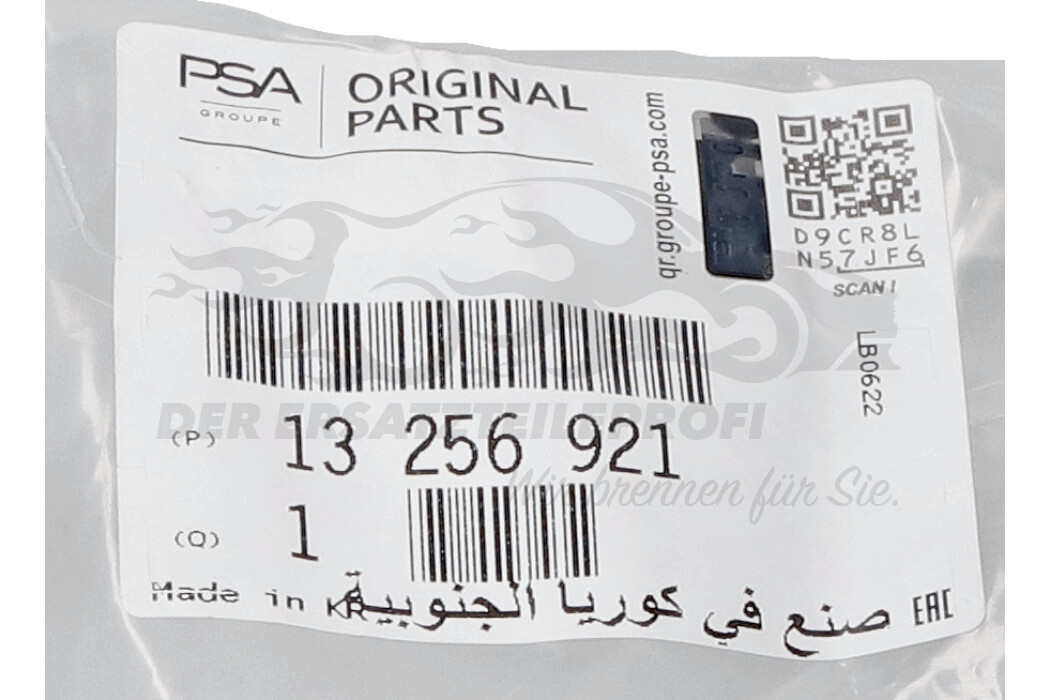 PSA
GROUPE
ORIGINAL
PARTS
qr.groupe-psa.com
D9CR8L
N57JF6
SCAN!
LB0622
DER ERSATZTEILEPROFI
Wir brennen für Sie.
(P) 13 256 921
(Q) 1
Made in KR صنع في كوريا الجنوبية EAC